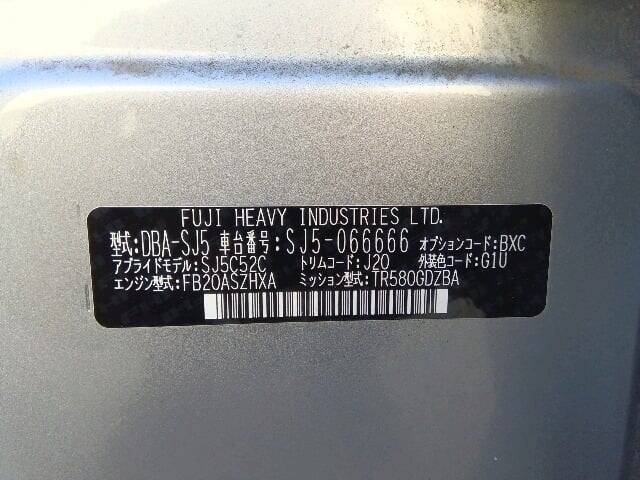 FUJI HEAVY INDUSTRIES LTD.
型式:DBA-SJ5 車台番号:SJ5-066666 オプションコード:BXC
アプライドモデル:SJ5C52C トリムコード:J20 外装色コード:G1U
エンジン型式:FB20ASZHXA ミッション型式:TR580GDZBA